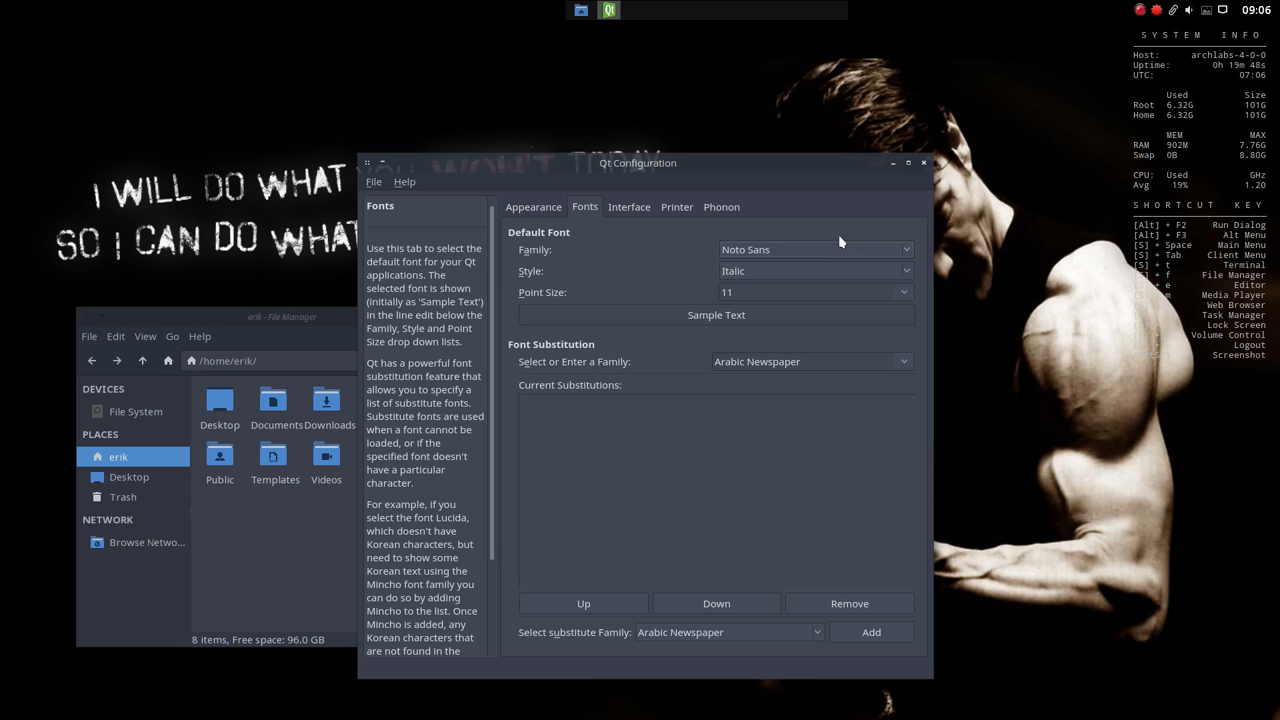 09:06
SYSTEM INFO
Host: archlabs-4-0-0
Uptime: 0h 19m 48s
UTC: 07:06
Used Size
Root 6.32G 101G
Home 6.32G 101G
MEM MAX
RAM 902M 7.76G
Swap 0B 8.80G
CPU: Used GHz
Avg 19% 1.20
SHORTCUT KEY
[Alt] + F2 Run Dialog
[Alt] + F3 Alt Menu
[S] + Space Main Menu
[S] + Tab Client Menu
[S] + t Terminal
[S] + f File Manager
[S] + e Editor
Media Player
Web Browser
Task Manager
Lock Screen
Volume Control
Logout
Screenshot
I WILL DO WHAT YOU WON'T TODAY
SO I CAN DO WHAT
erik - File Manager
File Edit View Go Help
/home/erik/
DEVICES
File System
PLACES
erik
Desktop
Trash
NETWORK
Browse Netwo...
Desktop Documents Downloads
Public Templates Videos
8 items, Free space: 96.0 GB
Qt Configuration
File Help
Fonts
Use this tab to select the
default font for your Qt
applications. The
selected font is shown
(initially as 'Sample Text')
in the line edit below the
Family, Style and Point
Size drop down lists.
Qt has a powerful font
substitution feature that
allows you to specify a
list of substitute fonts.
Substitute fonts are used
when a font cannot be
loaded, or if the
specified font doesn't
have a particular
character.
For example, if you
select the font Lucida,
which doesn't have
Korean characters, but
need to show some
Korean text using the
Mincho font family you
can do so by adding
Mincho to the list. Once
Mincho is added, any
Korean characters that
are not found in the
Appearance Fonts Interface Printer Phonon
Default Font
Family: Noto Sans
Style: Italic
Point Size: 11
Sample Text
Font Substitution
Select or Enter a Family: Arabic Newspaper
Current Substitutions:
Up Down Remove
Select substitute Family: Arabic Newspaper Add